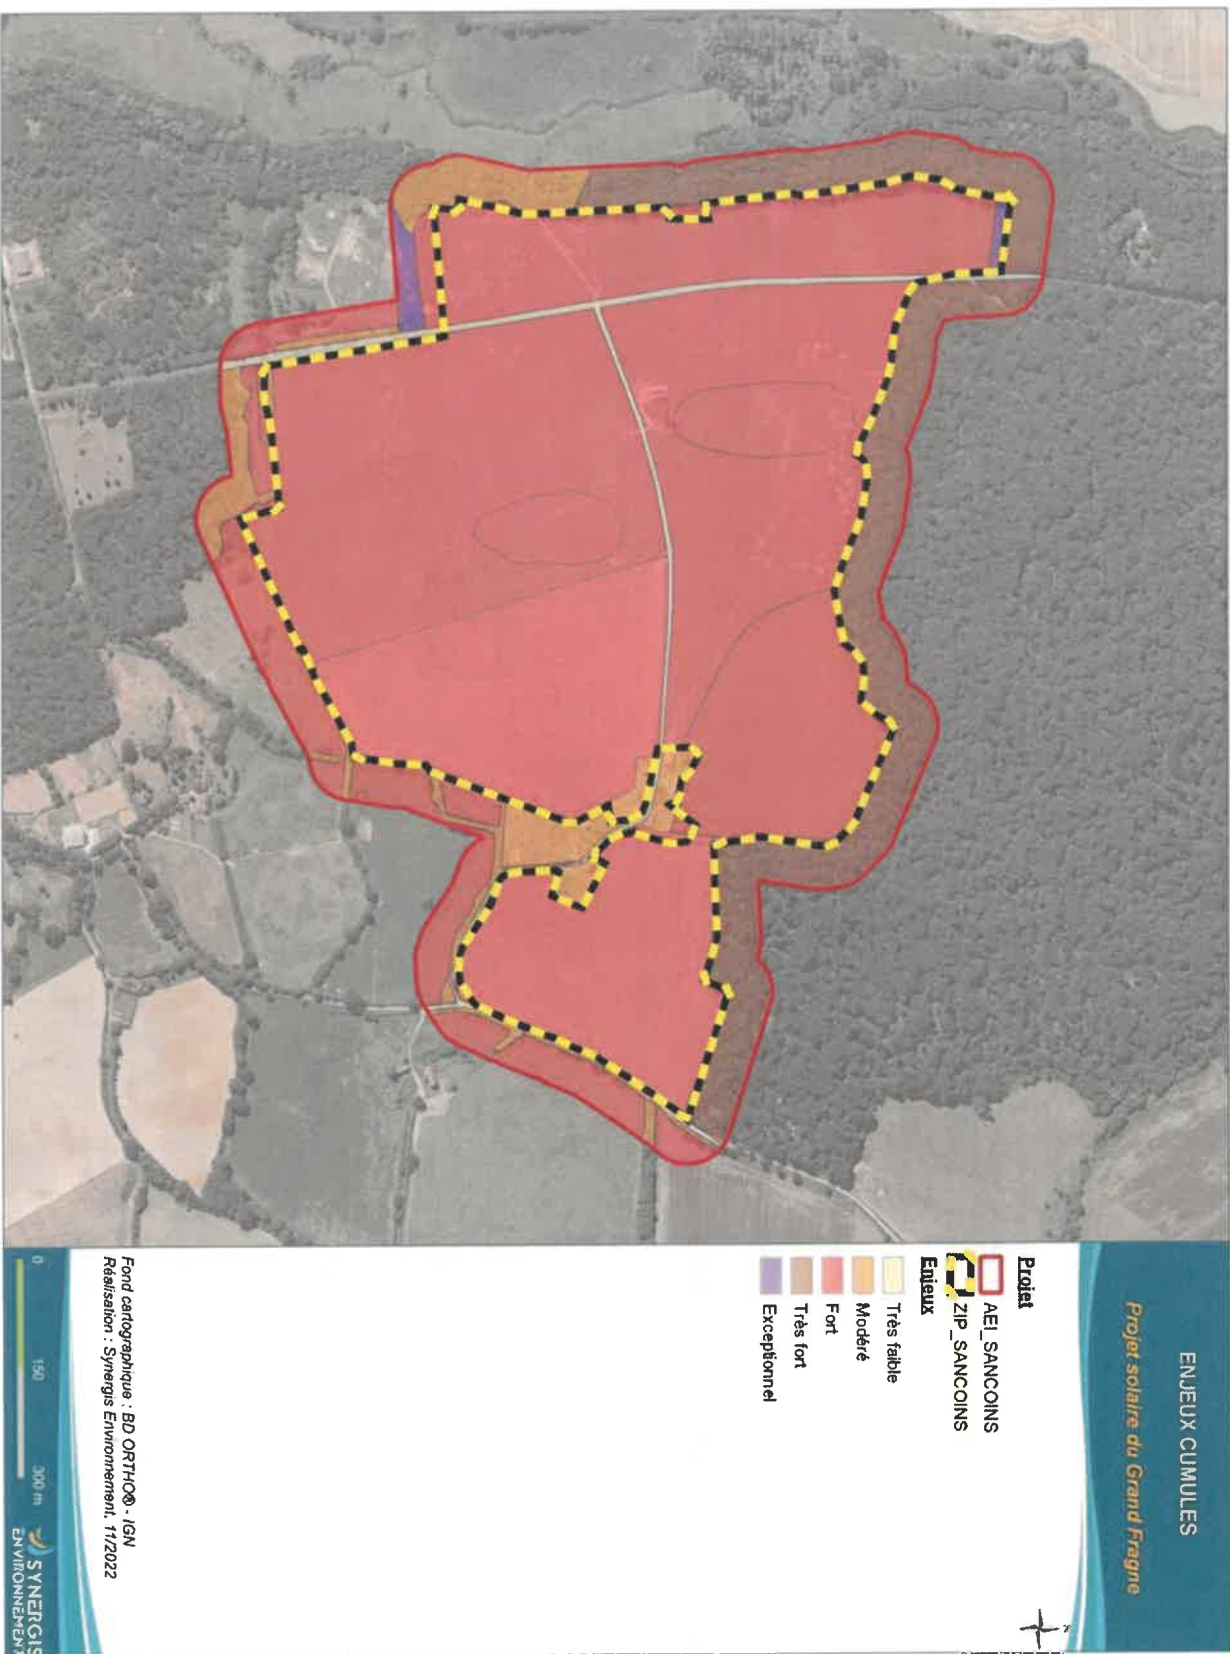 ENJEUX CUMULES
Projet solaire du Grand Fragne
N
Projet
AEI_SANCOINS
ZIP_SANCOINS
Enjeux
Très faible
Modéré
Fort
Très fort
Exceptionnel
Fond cartographique : BD ORTHO® - IGN
Réalisation : Synergis Environnement, 11/2022
0 150 300 m
SYNERGIS
ENVIRONNEMENT